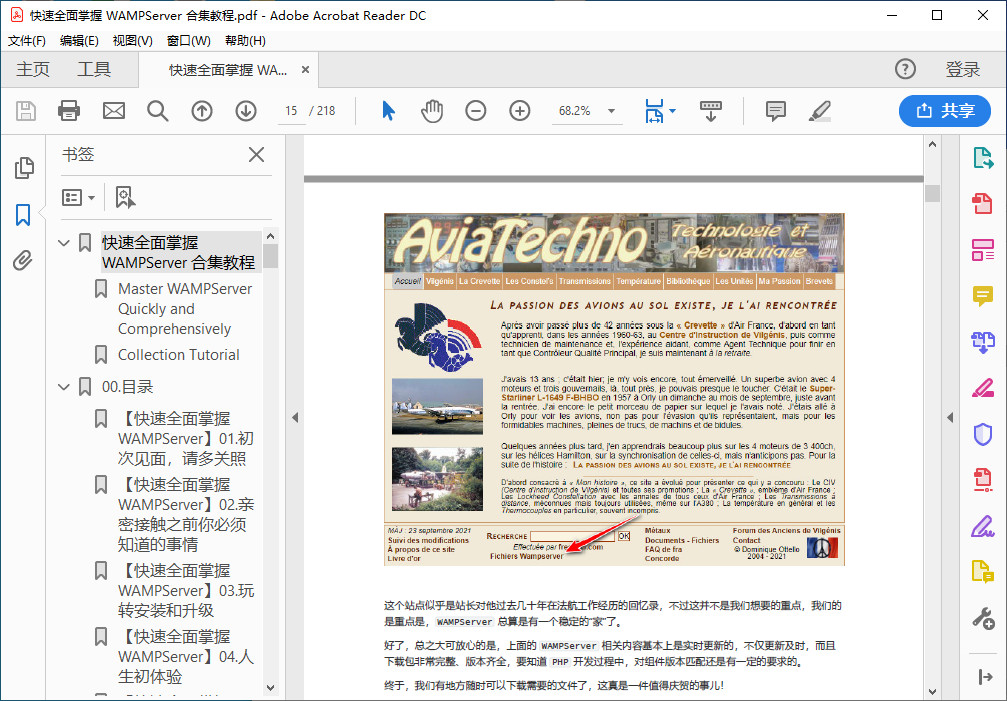 快速全面掌握 WAMPServer 合集教程.pdf - Adobe Acrobat Reader DC
文件(F) 编辑(E) 视图(V) 窗口(W) 帮助(H)
主页 工具 快速全面掌握 WA... × 登录
15 / 218 68.2% 共享
书签
快速全面掌握
WAMPServer 合集教程
Master WAMPServer
Quickly and
Comprehensively
Collection Tutorial
00.目录
【快速全面掌握
WAMPServer】01.初
次见面，请多关照
【快速全面掌握
WAMPServer】02.亲
密接触之前你必须
知道的事情
【快速全面掌握
WAMPServer】03.玩
转安装和升级
【快速全面掌握
WAMPServer】04.人
生初体验
AviaTechno Technologie et
Aéronautique
Accueil Vilgénis La Crevette Les Constel's Transmissions Température Bibliothèque Les Unités Ma Passion Brevets
La passion des avions au sol existe, je l'ai rencontrée
Après avoir passé plus de 42 années sous la « Crevette » d'Air France, d'abord en tant
qu'apprenti, dans les années 1960-63, au Centre d'Instruction de Vilgénis, puis comme
technicien de maintenance et, l'expérience aidant, comme Agent Technique pour finir en
tant que Contrôleur Qualité Principal, je suis maintenant à la retraite.
J'avais 13 ans ; c'était hier; je m'y vois encore, tout émerveillé. Un superbe avion avec 4
moteurs et trois gouvernails, là, tout près, je pouvais presque le toucher. C'était le Super-
Starliner L-1649 F-BHBO en 1957 à Orly un dimanche au mois de septembre, juste avant
la rentrée. J'ai encore le petit morceau de papier sur lequel je l'avais noté. J'étais allé à
Orly pour voir les avions, non pas pour l'évasion qu'ils représentaient, mais pour les
formidables machines, pleines de trucs, de machins et de bidules.
Quelques années plus tard, j'en apprendrais beaucoup plus sur les 4 moteurs de 3 400ch,
sur les hélices Hamilton, sur la synchronisation de celles-ci, mais n'anticipons pas. Pour la
suite de l'histoire : La passion des avions au sol existe, je l'ai rencontrée
D'abord consacré à « Mon histoire », ce site a évolué pour présenter ce qui y a concouru : Le CIV
(Centre d'Instruction de Vilgénis) et toutes ses promotions ; La « Crevette », emblème d'Air France ;
Les Lockheed Constellation avec les annales de tous ceux d'Air France ; Les Transmissions à
distance, méconnues mais toujours utilisées, même sur l'A380 ; La température en général et les
Thermocouples en particulier, souvent incompris.
MAJ : 23 septembre 2021
Suivi des modifications
À propos de ce site
Livre d'or
Recherche OK
Effectuée par fre .com
Fichiers Wampserver
Métaux
Documents - Fichiers
FAQ de fra
Concorde
Forum des Anciens de Vilgénis
Contact
© Dominique Ottello
2004 - 2021
这个站点似乎是站长对他过去几十年在法航工作经历的回忆录，不过这并不是我们想要的重点，我们的
是重点是，WAMPServer 总算是有一个稳定的“家”了。
好了，总之大可放心的是，上面的 WAMPServer 相关内容基本上是实时更新的，不仅更新及时，而且
下载包非常完整、版本齐全，要知道 PHP 开发过程中，对组件版本匹配还是有一定的要求的。
终于，我们有地方随时可以下载需要的文件了，这真是一件值得庆贺的事儿！